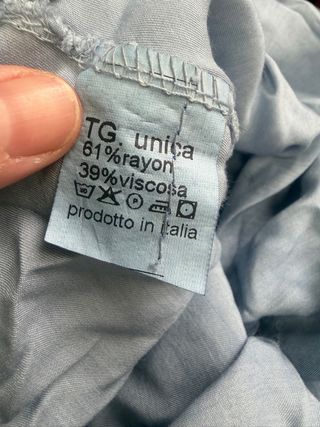 TG unica
61%rayon
39%viscosa
P
prodotto in italia